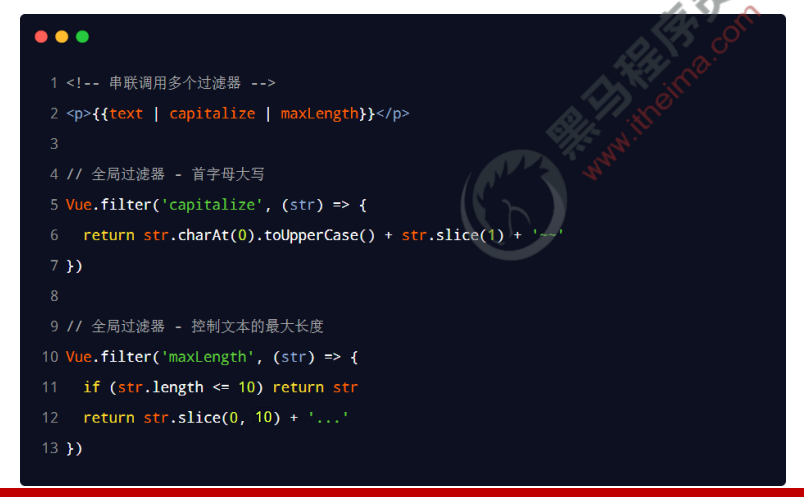 黑马程序员
www.itheima.com
1 <!-- 串联调用多个过滤器 -->
2 <p>{{text | capitalize | maxLength}}</p>
3
4 // 全局过滤器 - 首字母大写
5 Vue.filter('capitalize', (str) => {
6   return str.charAt(0).toUpperCase() + str.slice(1) + '~~'
7 })
8
9 // 全局过滤器 - 控制文本的最大长度
10 Vue.filter('maxLength', (str) => {
11   if (str.length <= 10) return str
12   return str.slice(0, 10) + '...'
13 })